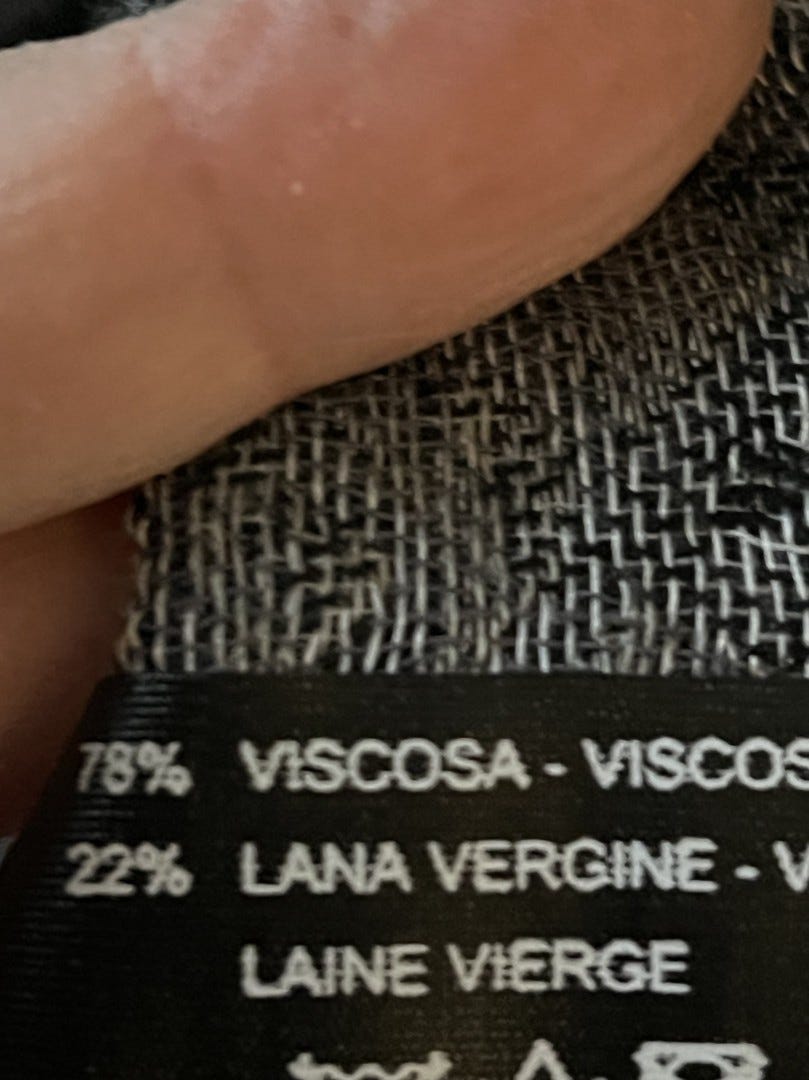 78% VISCOSA - VISCOS
22% LANA VERGINE - V
LAINE VIERGE